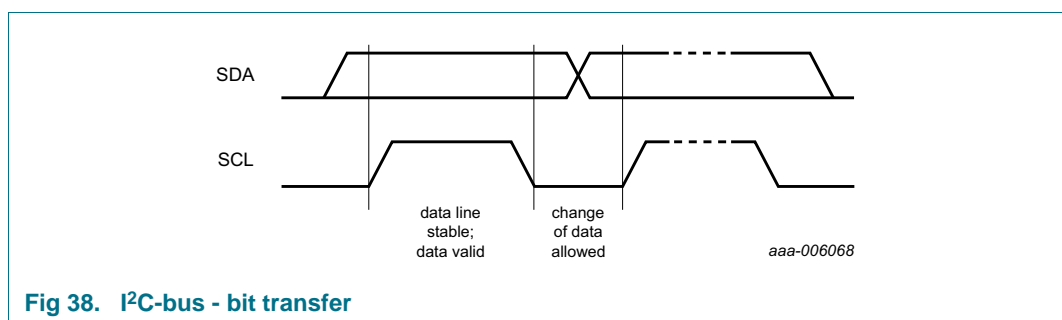 SDA
SCL
data line
stable;
data valid
change
of data
allowed
aaa-006068
Fig 38. I²C-bus - bit transfer